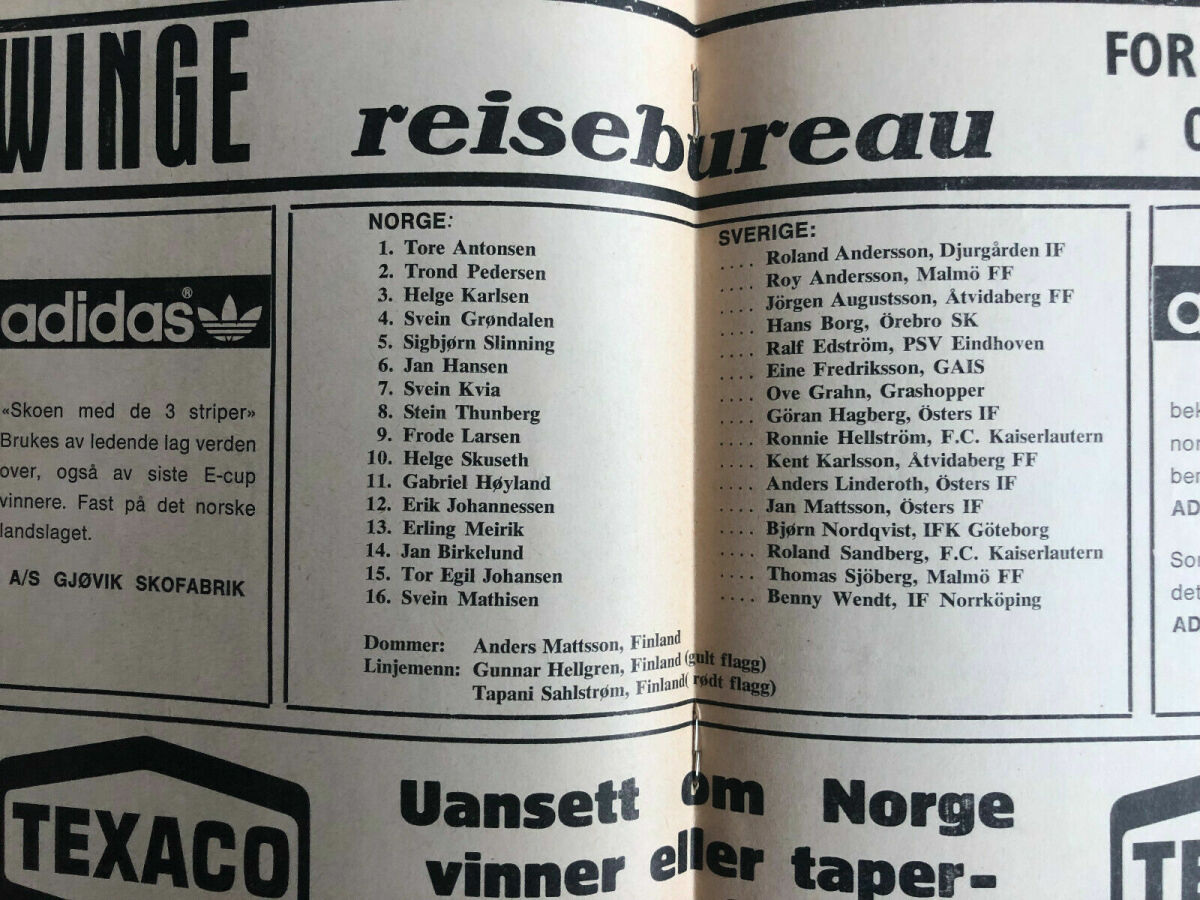 WINGE
reisebureau
FOR
adidas®
«Skoen med de 3 striper»
Brukes av ledende lag verden
over, også av siste E-cup
vinnere. Fast på det norske
landslaget.
A/S GJØVIK SKOFABRIK
NORGE:
1. Tore Antonsen
2. Trond Pedersen
3. Helge Karlsen
4. Svein Grøndalen
5. Sigbjørn Slinning
6. Jan Hansen
7. Svein Kvia
8. Stein Thunberg
9. Frode Larsen
10. Helge Skuseth
11. Gabriel Høyland
12. Erik Johannessen
13. Erling Meirik
14. Jan Birkelund
15. Tor Egil Johansen
16. Svein Mathisen
SVERIGE:
.... Roland Andersson, Djurgården IF
.... Roy Andersson, Malmö FF
.... Jörgen Augustsson, Åtvidaberg FF
.... Hans Borg, Örebro SK
.... Ralf Edström, PSV Eindhoven
.... Eine Fredriksson, GAIS
.... Ove Grahn, Grashopper
.... Göran Hagberg, Östers IF
.... Ronnie Hellström, F.C. Kaiserlautern
.... Kent Karlsson, Åtvidaberg FF
.... Anders Linderoth, Östers IF
.... Jan Mattsson, Östers IF
.... Bjørn Nordqvist, IFK Göteborg
.... Roland Sandberg, F.C. Kaiserlautern
.... Thomas Sjöberg, Malmö FF
.... Benny Wendt, IF Norrköping
Dommer: Anders Mattsson, Finland
Linjemenn: Gunnar Hellgren, Finland (gult flagg)
Tapani Sahlstrøm, Finland( rødt flagg)
AD
AD
TEXACO
Uansett om Norge
vinner eller taper-
TE